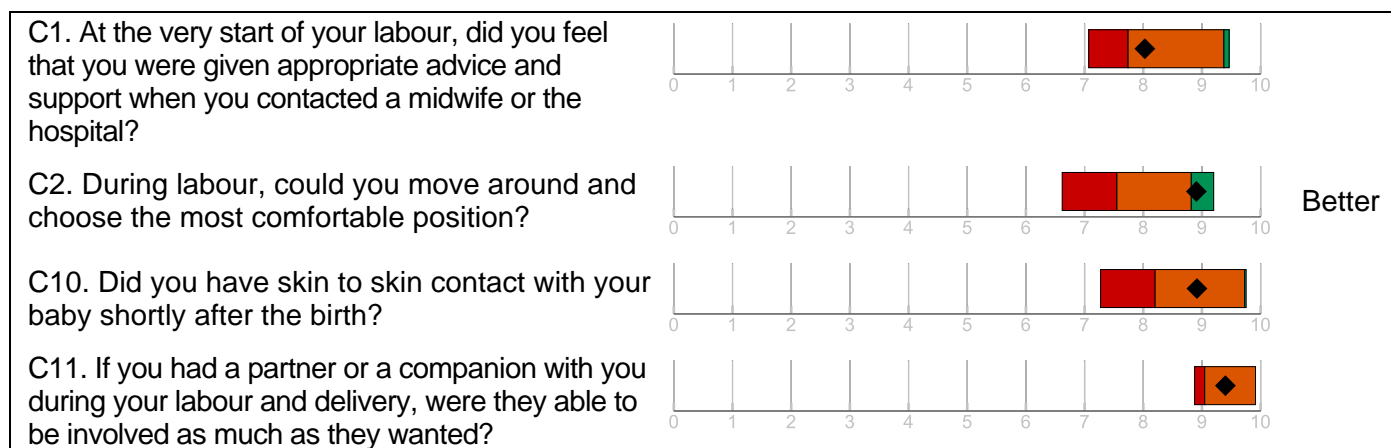 C1. At the very start of your labour, did you feel
that you were given appropriate advice and
support when you contacted a midwife or the
hospital?
0 1 2 3 4 5 6 7 8 9 10
C2. During labour, could you move around and
choose the most comfortable position?
0 1 2 3 4 5 6 7 8 9 10
Better
C10. Did you have skin to skin contact with your
baby shortly after the birth?
0 1 2 3 4 5 6 7 8 9 10
C11. If you had a partner or a companion with you
during your labour and delivery, were they able to
be involved as much as they wanted?
0 1 2 3 4 5 6 7 8 9 10